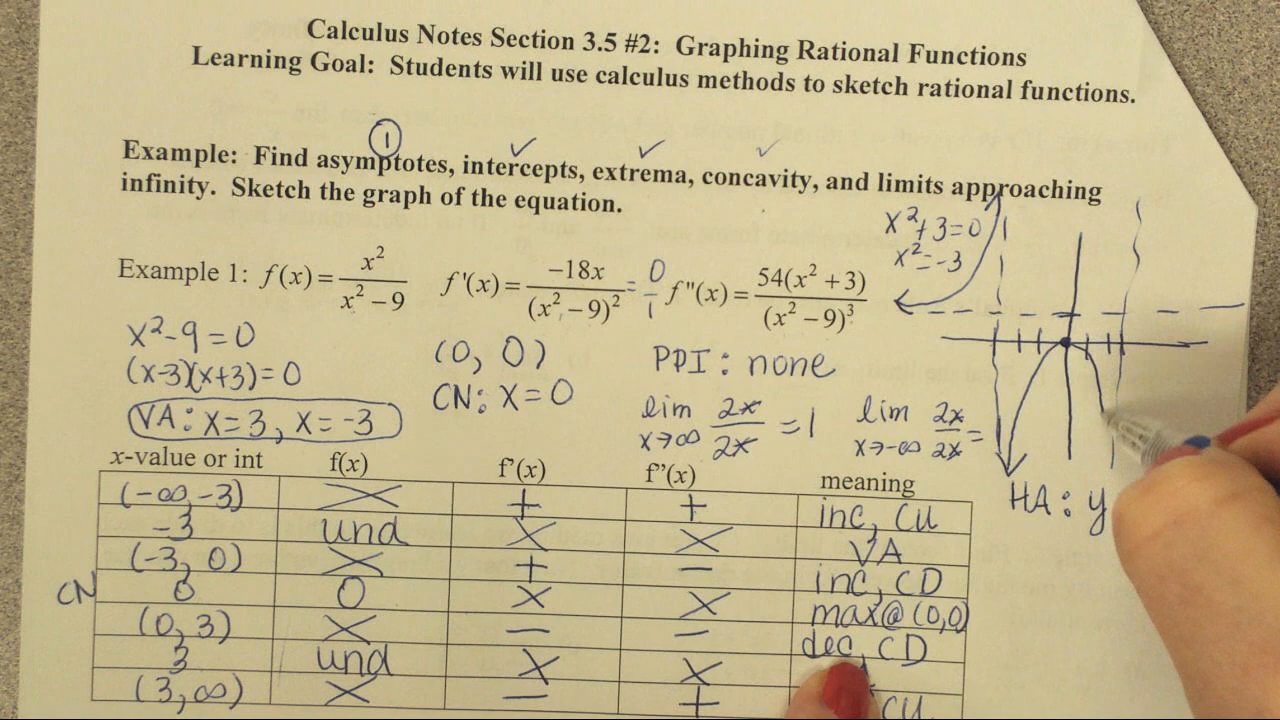 Calculus Notes Section 3.5 #2: Graphing Rational Functions
Learning Goal: Students will use calculus methods to sketch rational functions.
①
Example: Find asymptotes, intercepts, extrema, concavity, and limits approaching
infinity. Sketch the graph of the equation.
x²+3=0
x²=-3
Example 1: f(x)= x²/(x²-9) f'(x)= -18x/(x²-9)² = 0/1 f"(x)= 54(x²+3)/(x²-9)³
x²-9=0
(x-3)(x+3)=0
VA: x=3, x=-3
(0, 0)
CN: x=0
PPI: none
lim x→∞ 2x/2x =1 lim x→-∞ 2x/2x =
HA: y
x-value or int f(x) f'(x) f"(x) meaning
(-∞,-3) X + + inc, CU
-3 und X X VA
(-3, 0) X + - inc, CD
CN 0 0 X X max@(0,0)
(0,3) X - - dec, CD
3 und X X
(3,∞) X - + CU